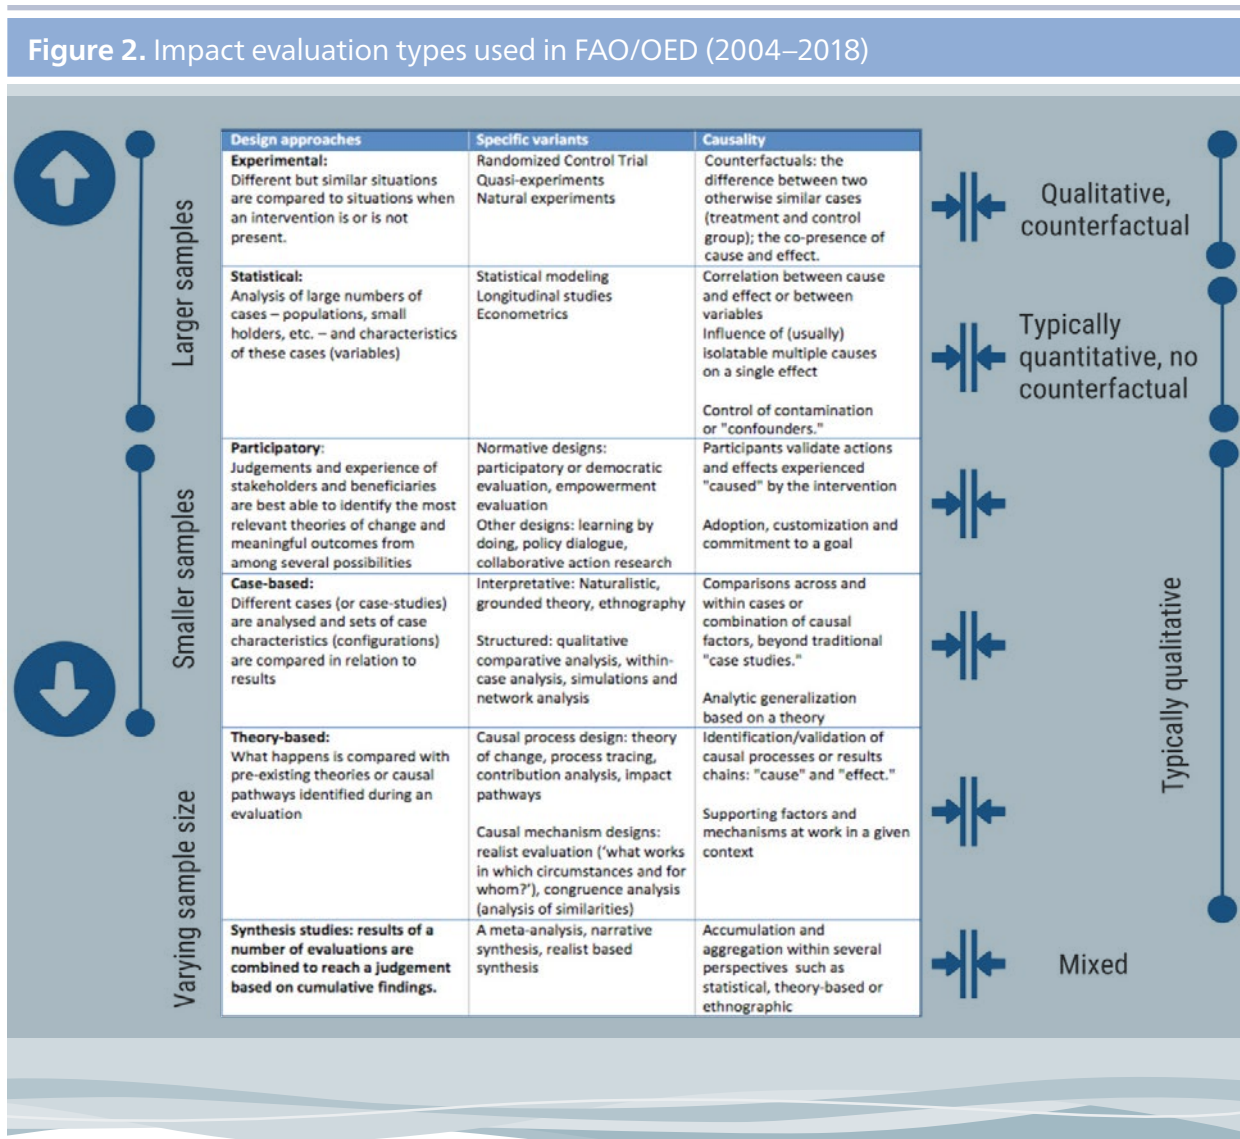 Figure 2. Impact evaluation types used in FAO/OED (2004–2018)
Larger samples
Smaller samples
Varying sample size
Design approaches
Specific variants
Causality
Experimental:
Different but similar situations
are compared to situations when
an intervention is or is not
present.
Randomized Control Trial
Quasi-experiments
Natural experiments
Counterfactuals: the
difference between two
otherwise similar cases
(treatment and control
group); the co-presence of
cause and effect.
Qualitative,
counterfactual
Statistical:
Analysis of large numbers of
cases – populations, small
holders, etc. – and characteristics
of these cases (variables)
Statistical modeling
Longitudinal studies
Econometrics
Correlation between cause
and effect or between
variables
Influence of (usually)
isolatable multiple causes
on a single effect
Control of contamination
or "confounders."
Typically
quantitative, no
counterfactual
Participatory:
Judgements and experience of
stakeholders and beneficiaries
are best able to identify the most
relevant theories of change and
meaningful outcomes from
among several possibilities
Normative designs:
participatory or democratic
evaluation, empowerment
evaluation
Other designs: learning by
doing, policy dialogue,
collaborative action research
Participants validate actions
and effects experienced
"caused" by the intervention
Adoption, customization and
commitment to a goal
Case-based:
Different cases (or case-studies)
are analysed and sets of case
characteristics (configurations)
are compared in relation to
results
Interpretative: Naturalistic,
grounded theory, ethnography
Structured: qualitative
comparative analysis, within-
case analysis, simulations and
network analysis
Comparisons across and
within cases or
combination of causal
factors, beyond traditional
"case studies."
Analytic generalization
based on a theory
Theory-based:
What happens is compared with
pre-existing theories or causal
pathways identified during an
evaluation
Causal process design: theory
of change, process tracing,
contribution analysis, impact
pathways
Causal mechanism designs:
realist evaluation (‘what works
in which circumstances and for
whom?’), congruence analysis
(analysis of similarities)
Identification/validation of
causal processes or results
chains: "cause" and "effect."
Supporting factors and
mechanisms at work in a given
context
Typically qualitative
Synthesis studies: results of a
number of evaluations are
combined to reach a judgement
based on cumulative findings.
A meta-analysis, narrative
synthesis, realist based
synthesis
Accumulation and
aggregation within several
perspectives such as
statistical, theory-based or
ethnographic
Mixed